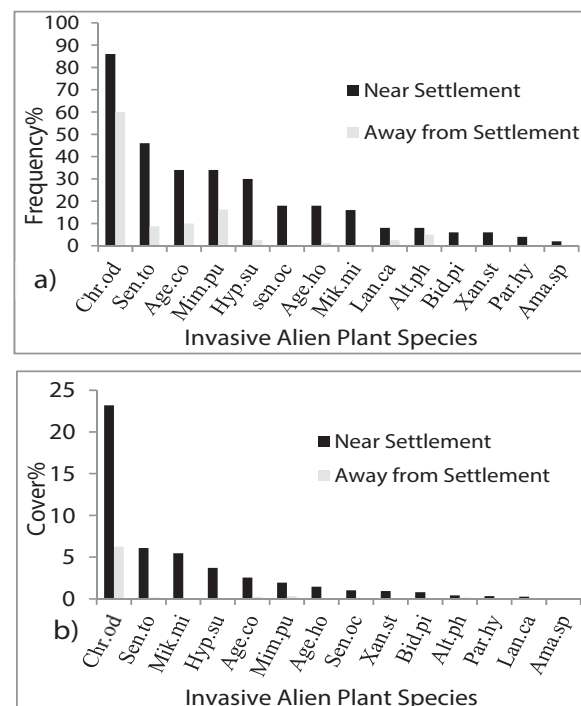 100
90
80
70
60
50
40
30
20
10
0
Frequency%
Near Settlement
Away from Settlement
a)
Chr.od
Sen.to
Age.co
Mim.pu
Hyp.su
sen.oc
Age.ho
Mik.mi
Lan.ca
Alt.ph
Bid.pi
Xan.st
Par.hy
Ama.sp
Invasive Alien Plant Species
25
20
15
10
5
0
Cover%
Near Settlement
Away from Settlement
b)
Chr.od
Sen.to
Mik.mi
Hyp.su
Age.co
Mim.pu
Age.ho
Sen.oc
Xan.st
Bid.pi
Alt.ph
Par.hy
Lan.ca
Ama.sp
Invasive Alien Plant Species